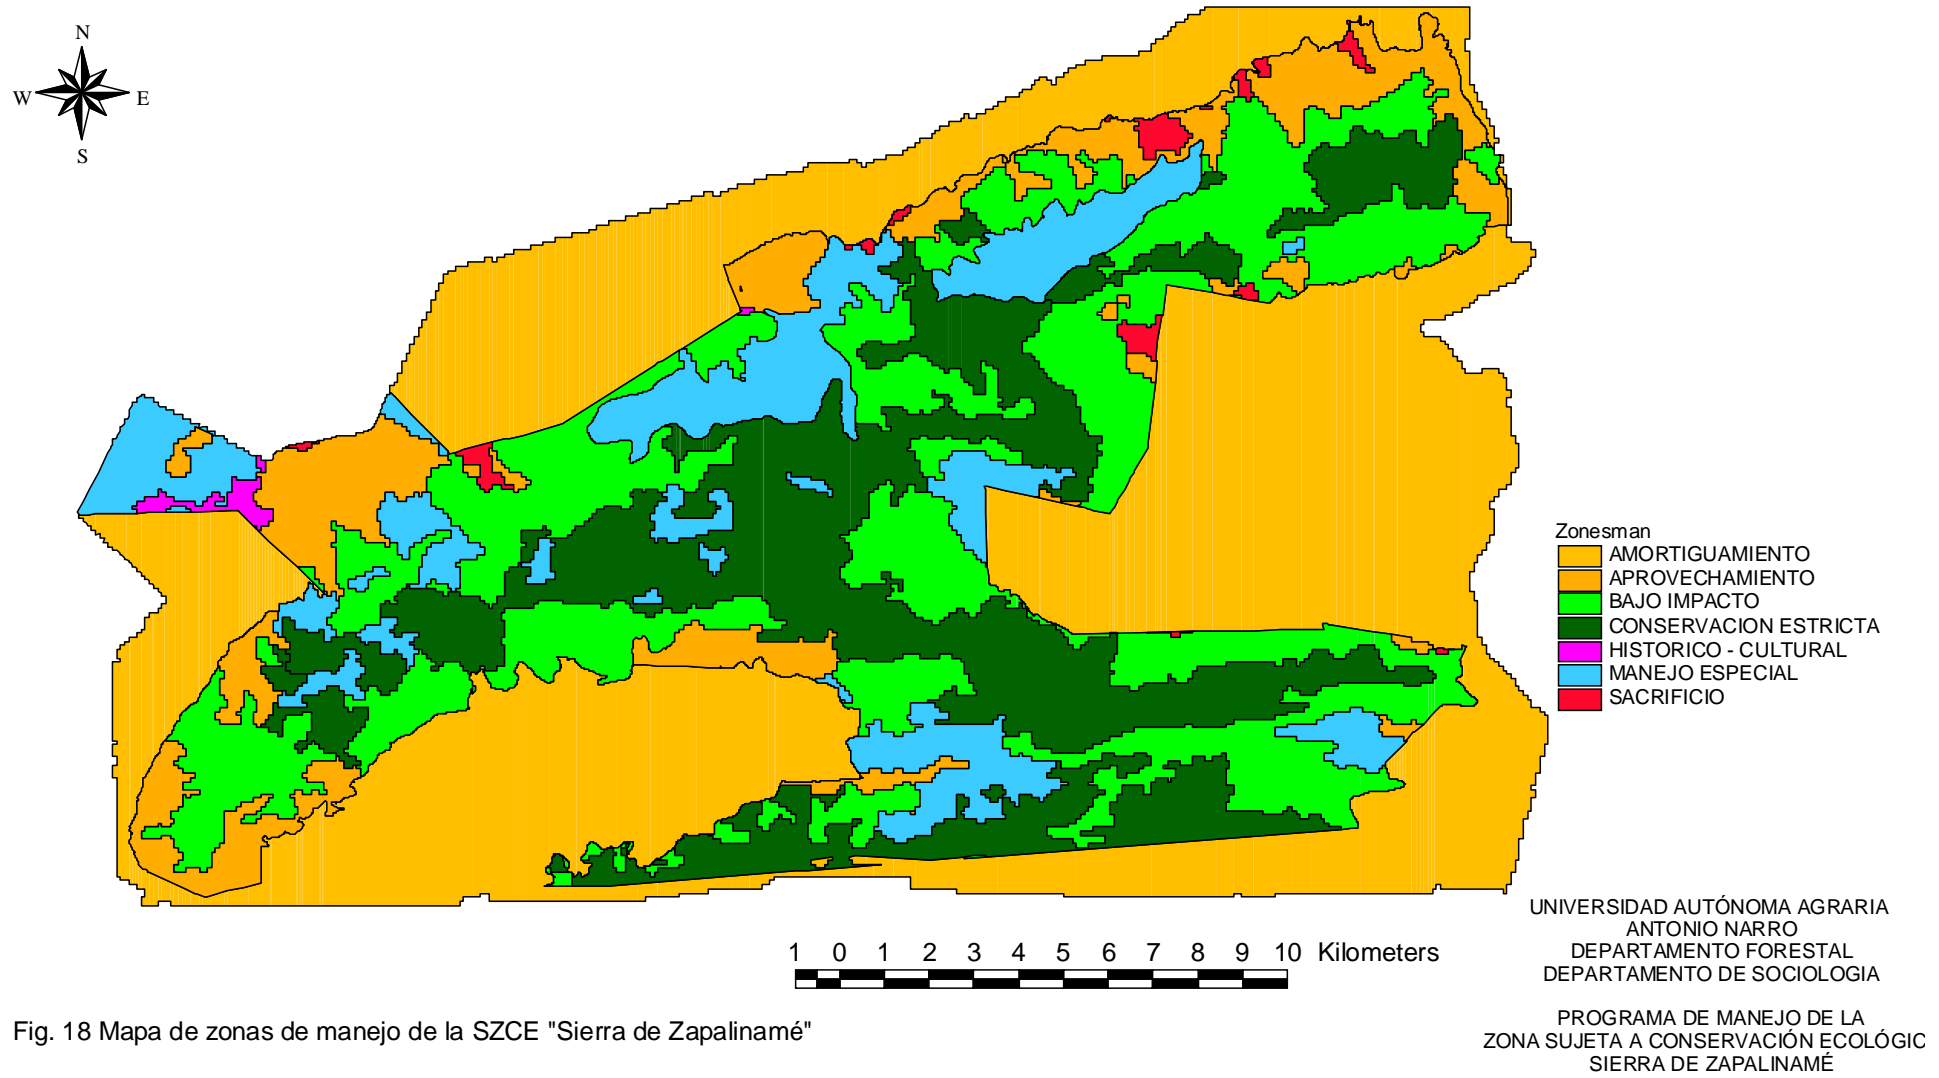 N
W E
S
Zonesman
AMORTIGUAMIENTO
APROVECHAMIENTO
BAJO IMPACTO
CONSERVACION ESTRICTA
HISTORICO - CULTURAL
MANEJO ESPECIAL
SACRIFICIO
1 0 1 2 3 4 5 6 7 8 9 10 Kilometers
UNIVERSIDAD AUTÓNOMA AGRARIA
ANTONIO NARRO
DEPARTAMENTO FORESTAL
DEPARTAMENTO DE SOCIOLOGIA
PROGRAMA DE MANEJO DE LA
ZONA SUJETA A CONSERVACIÓN ECOLÓGIC
SIERRA DE ZAPALINAMÉ
Fig. 18 Mapa de zonas de manejo de la SZCE "Sierra de Zapalinamé"